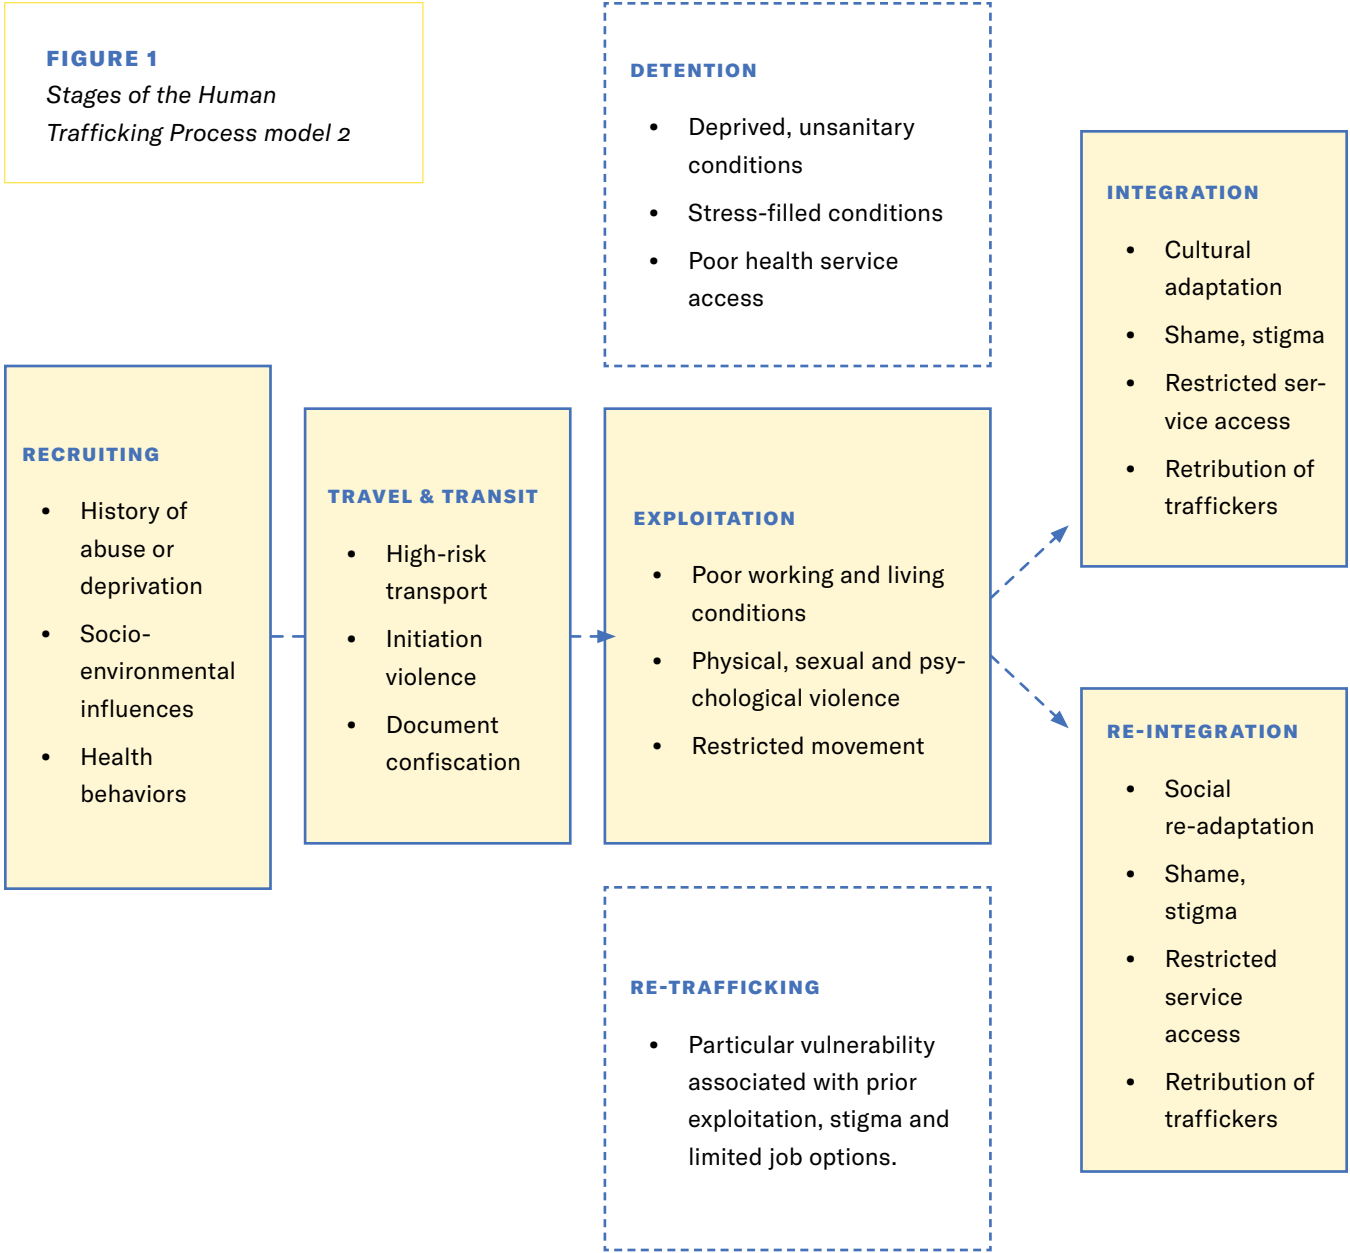 FIGURE 1
Stages of the Human
Trafficking Process model 2
RECRUITING
• History of
abuse or
deprivation
• Socio-
environmental
influences
• Health
behaviors
TRAVEL & TRANSIT
• High-risk
transport
• Initiation
violence
• Document
confiscation
DETENTION
• Deprived, unsanitary
conditions
• Stress-filled conditions
• Poor health service
access
EXPLOITATION
• Poor working and living
conditions
• Physical, sexual and psy-
chological violence
• Restricted movement
RE-TRAFFICKING
• Particular vulnerability
associated with prior
exploitation, stigma and
limited job options.
INTEGRATION
• Cultural
adaptation
• Shame, stigma
• Restricted ser-
vice access
• Retribution of
traffickers
RE-INTEGRATION
• Social
re-adaptation
• Shame,
stigma
• Restricted
service
access
• Retribution of
traffickers